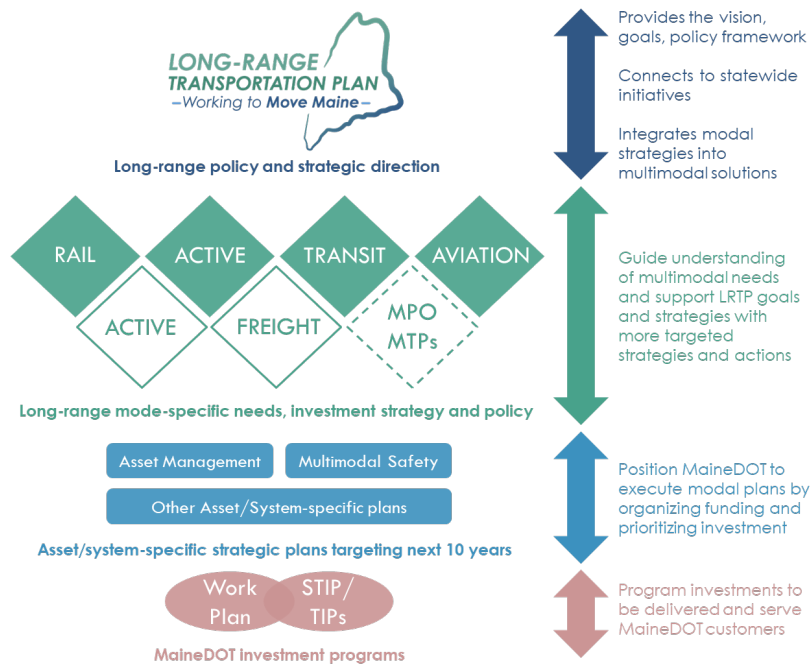 LONG-RANGE
TRANSPORTATION PLAN
–Working to Move Maine–
Long-range policy and strategic direction
Provides the vision,
goals, policy framework
Connects to statewide
initiatives
Integrates modal
strategies into
multimodal solutions
RAIL
ACTIVE
TRANSIT
AVIATION
ACTIVE
FREIGHT
MPO
MTPs
Long-range mode-specific needs, investment strategy and policy
Guide understanding
of multimodal needs
and support LRTP goals
and strategies with
more targeted
strategies and actions
Asset Management
Multimodal Safety
Other Asset/System-specific plans
Asset/system-specific strategic plans targeting next 10 years
Position MaineDOT to
execute modal plans by
organizing funding and
prioritizing investment
Work
Plan
STIP/
TIPs
MaineDOT investment programs
Program investments to
be delivered and serve
MaineDOT customers